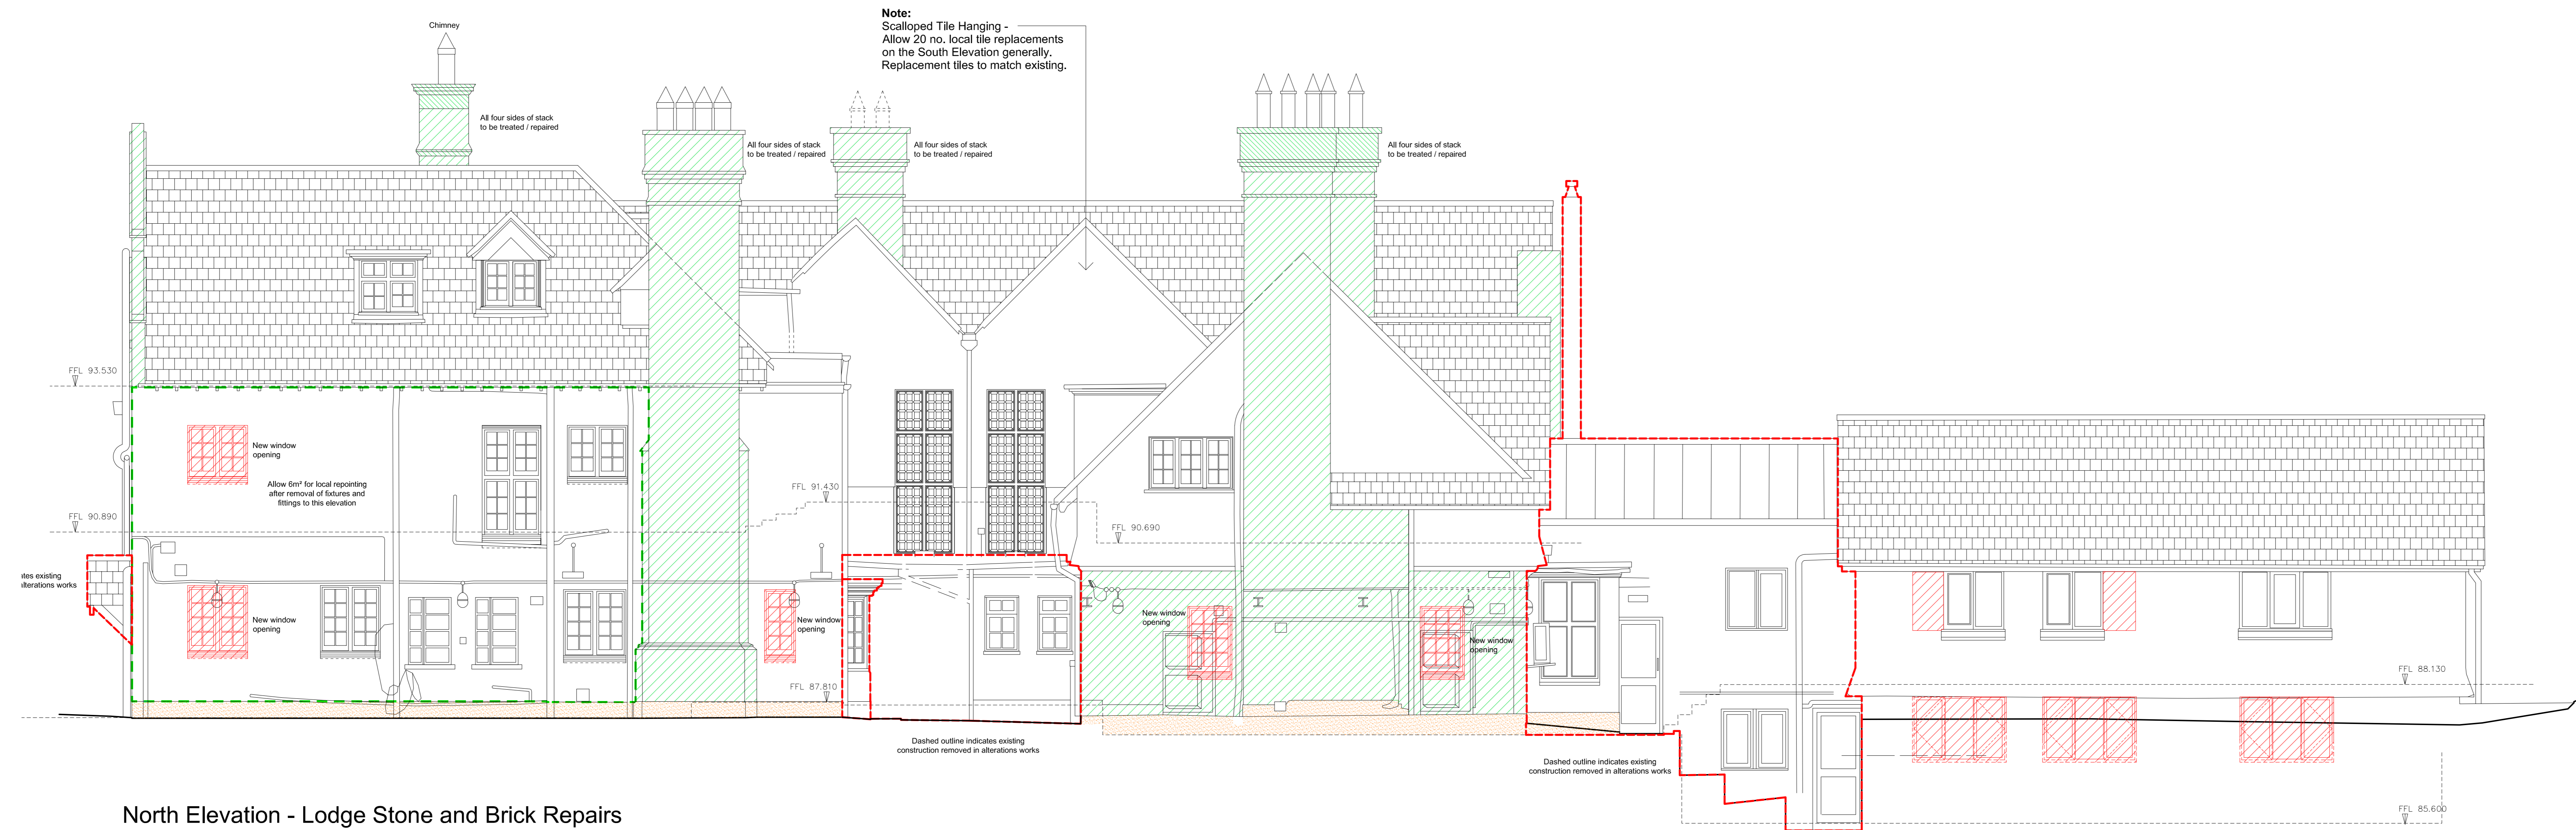 Note:
Scalloped Tile Hanging -
Allow 20 no. local tile replacements
on the South Elevation generally.
Replacement tiles to match existing.
Chimney
All four sides of stack
to be treated / repaired
All four sides of stack
to be treated / repaired
All four sides of stack
to be treated / repaired
All four sides of stack
to be treated / repaired
FFL 93.530
New window
opening
Allow 6m² for local repointing
after removal of fixtures and
fittings to this elevation
FFL 91.430
FFL 90.890
FFL 90.690
existing
alterations works
New window
opening
New window
opening
New window
opening
New window
opening
FFL 88.130
FFL 87.810
Dashed outline indicates existing
construction removed in alterations works
Dashed outline indicates existing
construction removed in alterations works
FFL 85.600
North Elevation - Lodge Stone and Brick Repairs